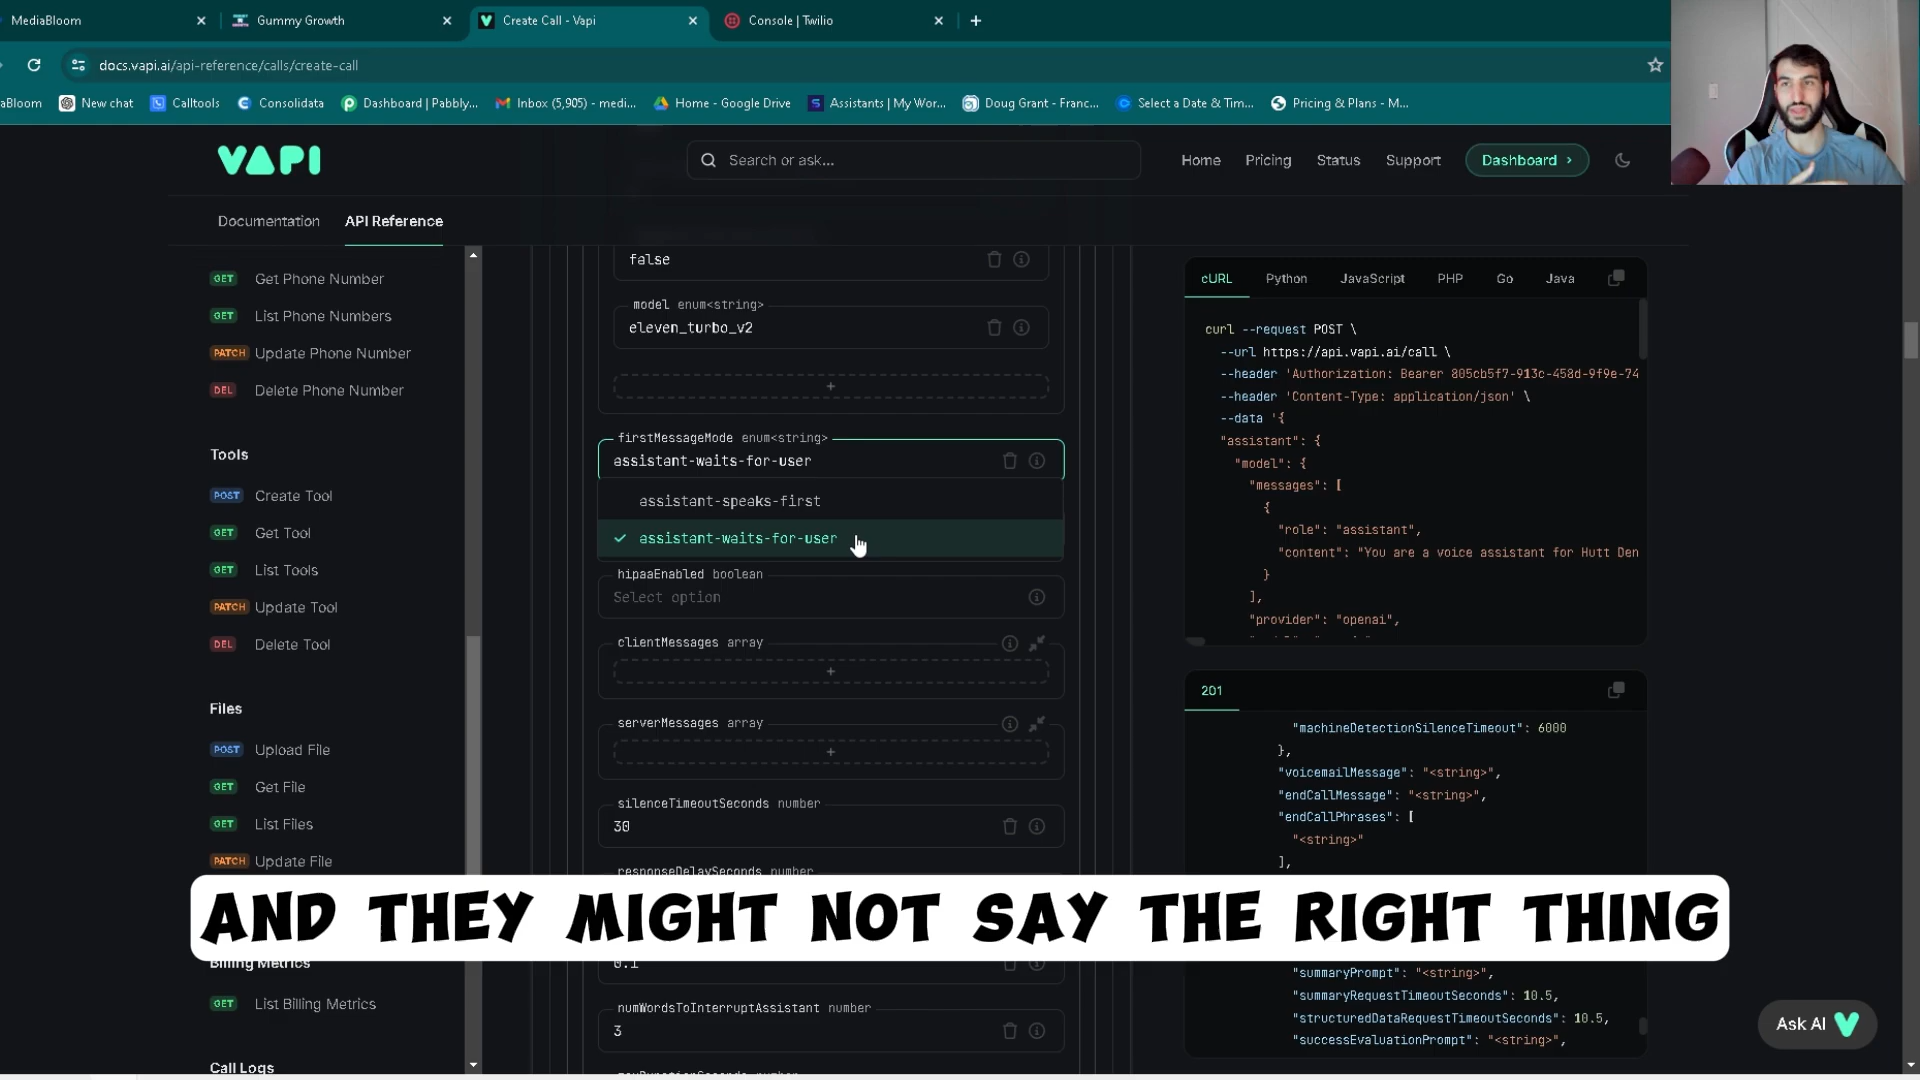 MediaBloom
Gummy Growth
Create Call - Vapi
Console | Twilio
docs.vapi.ai/api-reference/calls/create-call
aBloom
New chat
Calltools
Consolidata
Dashboard | Pabbly...
Inbox (5,905) - medi...
Home - Google Drive
Assistants | My Wor...
Doug Grant - Franc...
Select a Date & Tim...
Pricing & Plans - M...
VAPI
Search or ask...
Home
Pricing
Status
Support
Dashboard
Documentation
API Reference
GET Get Phone Number
GET List Phone Numbers
PATCH Update Phone Number
DEL Delete Phone Number
Tools
POST Create Tool
GET Get Tool
GET List Tools
PATCH Update Tool
DEL Delete Tool
Files
POST Upload File
GET Get File
GET List Files
PATCH Update File
Billing Metrics
GET List Billing Metrics
Call Logs
false
model enum<string>
eleven_turbo_v2
+
firstMessageMode enum<string>
assistant-waits-for-user
assistant-speaks-first
assistant-waits-for-user
hipaaEnabled boolean
Select option
clientMessages array
+
serverMessages array
+
silenceTimeoutSeconds number
30
responseDelaySeconds number
0.1
numWordsToInterruptAssistant number
3
cURL
Python
JavaScript
PHP
Go
Java
curl --request POST \
--url https://api.vapi.ai/call \
--header 'Authorization: Bearer 805cb5f7-913c-458d-9f9e-74
--header 'Content-Type: application/json' \
--data '{
"assistant": {
"model": {
"messages": [
{
"role": "assistant",
"content": "You are a voice assistant for Hutt Den
}
],
"provider": "openai",
201
"machineDetectionSilenceTimeout": 6000
},
"voicemailMessage": "<string>",
"endCallMessage": "<string>",
"endCallPhrases": [
"<string>"
],
AND THEY MIGHT NOT SAY THE RIGHT THING
"summaryPrompt": "<string>",
"summaryRequestTimeoutSeconds": 10.5,
"structuredDataRequestTimeoutSeconds": 10.5,
"successEvaluationPrompt": "<string>",
Ask AI